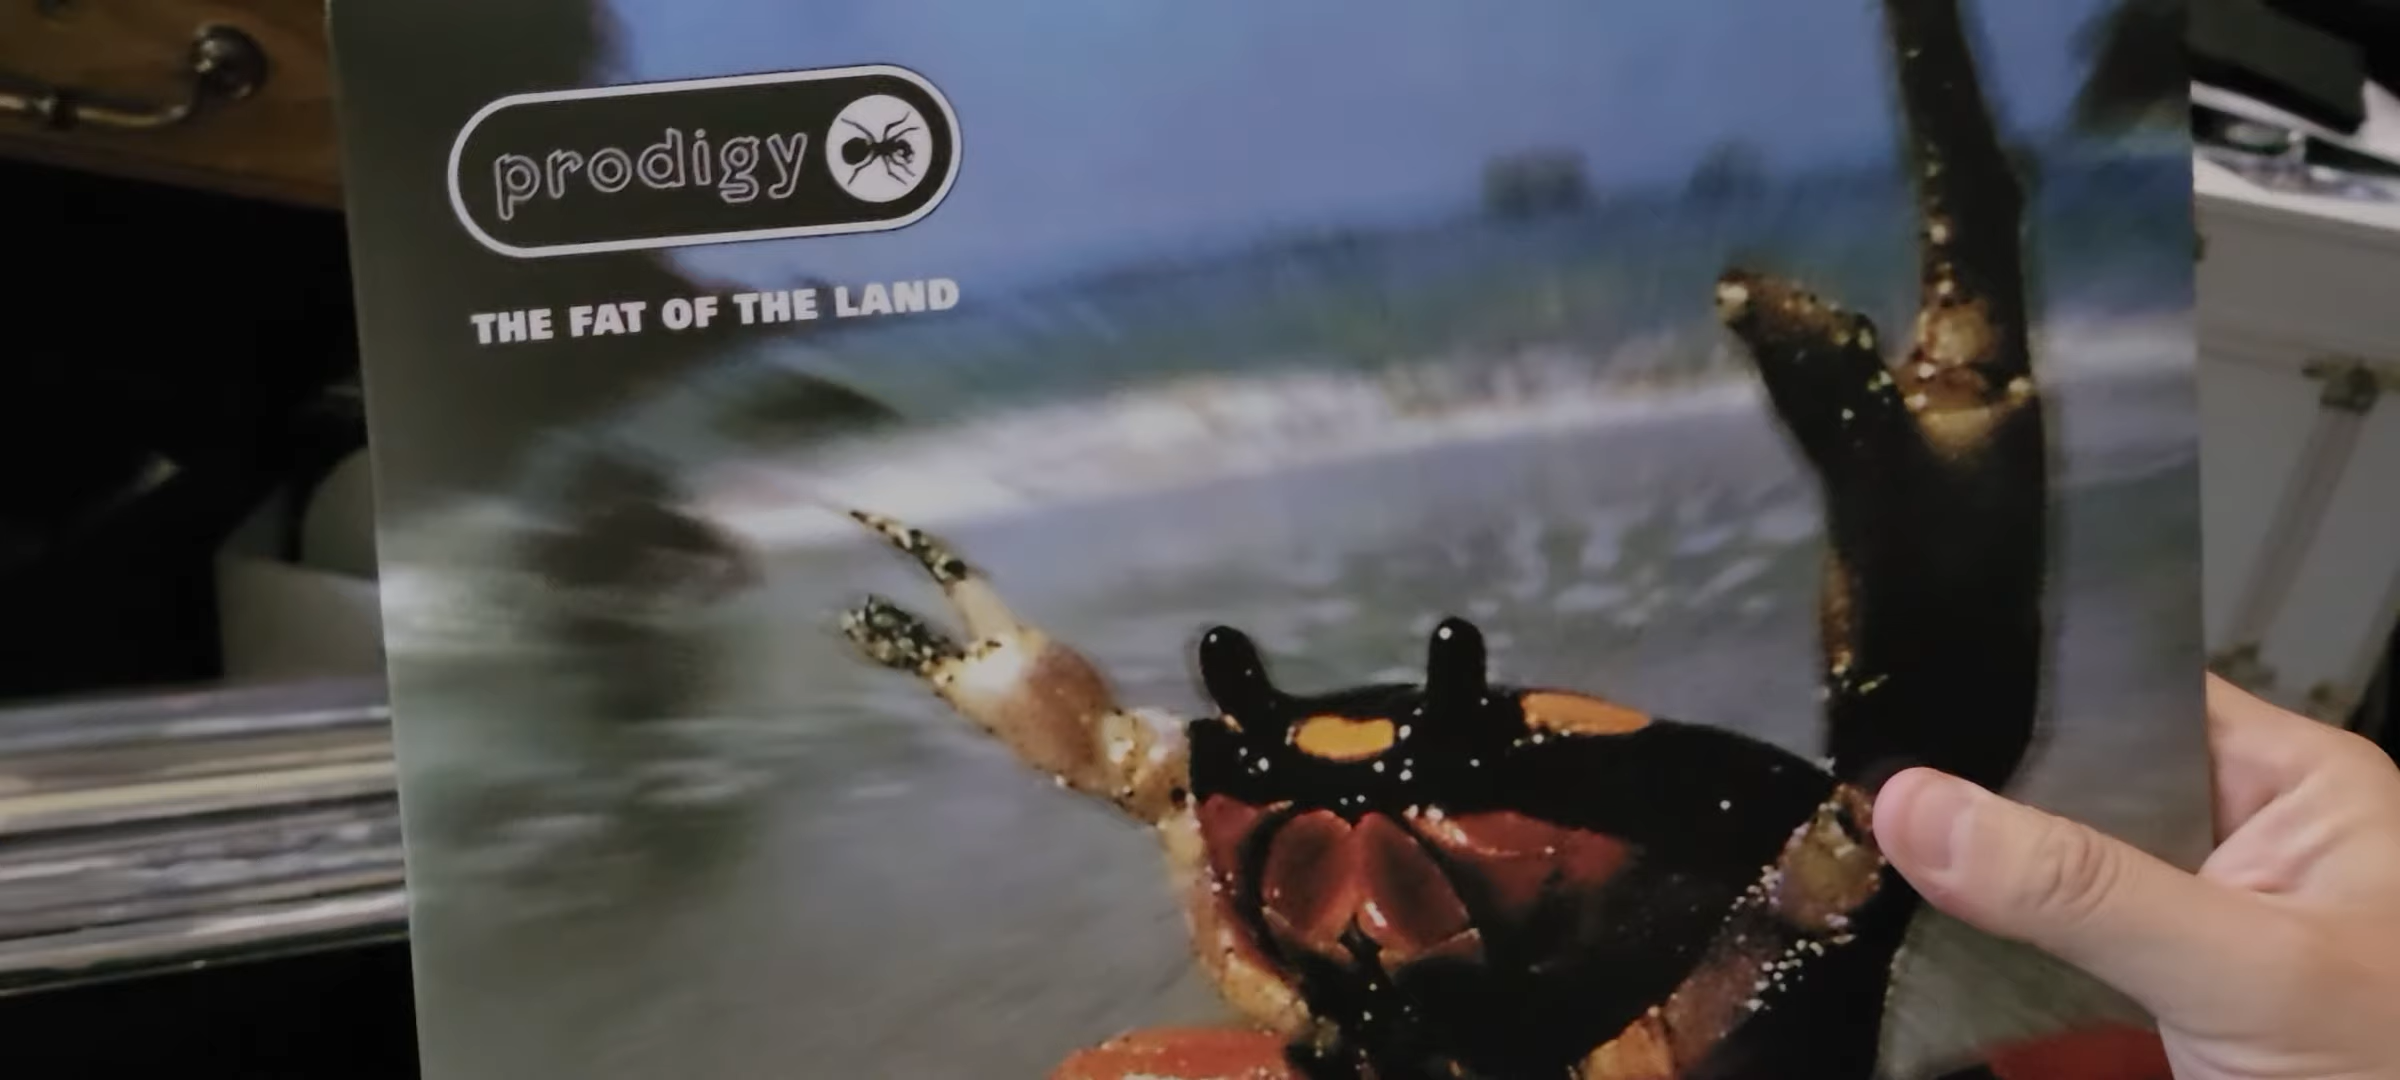 prodigy
THE FAT OF THE LAND